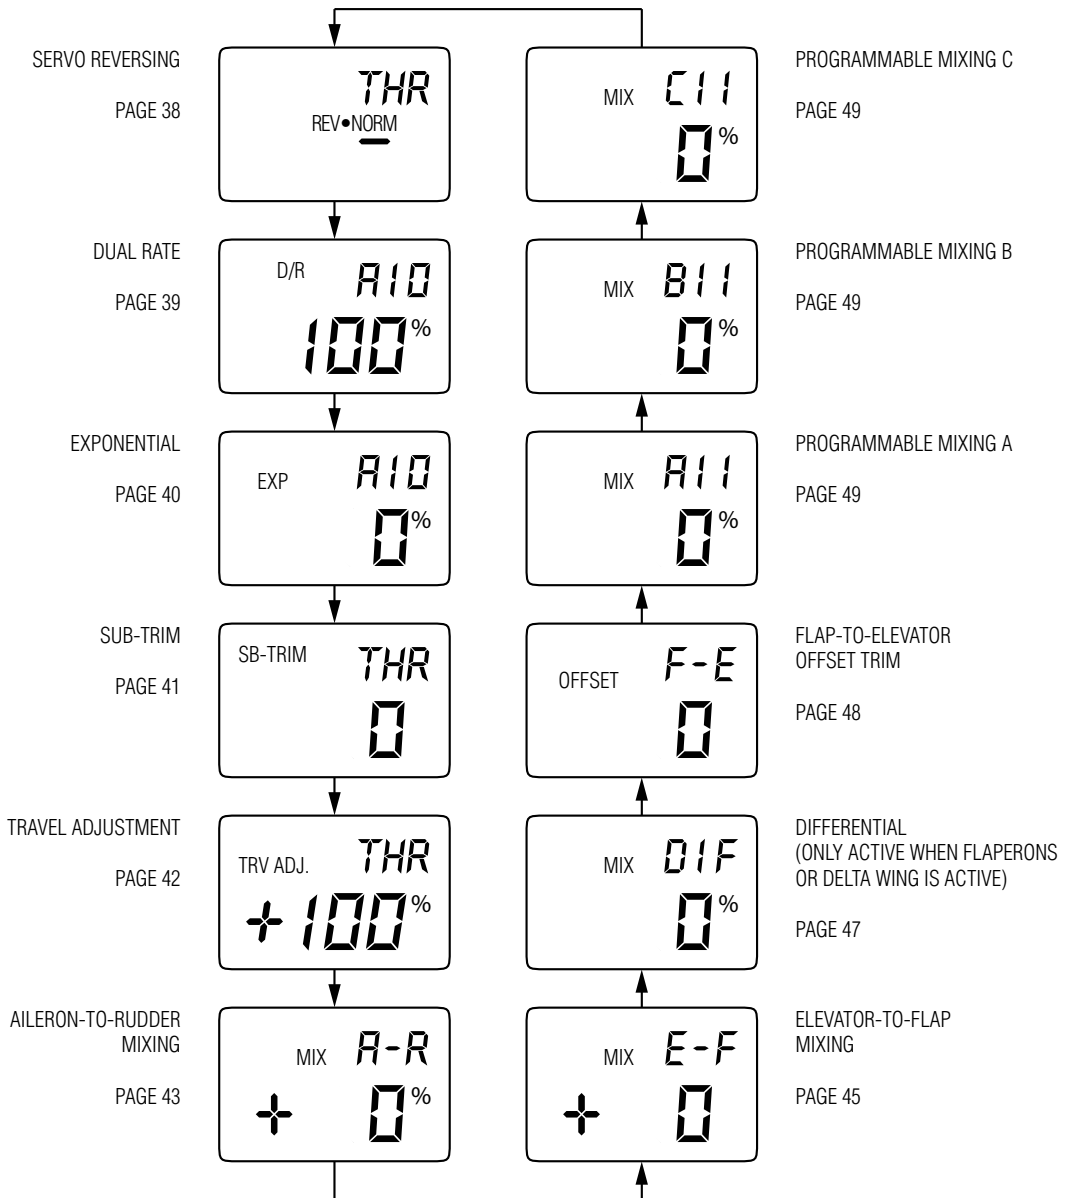 SERVO REVERSING
PAGE 38
THR
REV•NORM
DUAL RATE
PAGE 39
D/R AIO
100%
EXPONENTIAL
PAGE 40
EXP AIO
0%
SUB-TRIM
PAGE 41
SB-TRIM THR
0
TRAVEL ADJUSTMENT
PAGE 42
TRV ADJ. THR
+100%
AILERON-TO-RUDDER
MIXING
PAGE 43
MIX A-R
+ 0%
PROGRAMMABLE MIXING C
PAGE 49
MIX C11
0%
PROGRAMMABLE MIXING B
PAGE 49
MIX B11
0%
PROGRAMMABLE MIXING A
PAGE 49
MIX A11
0%
FLAP-TO-ELEVATOR
OFFSET TRIM
PAGE 48
OFFSET F-E
0
DIFFERENTIAL
(ONLY ACTIVE WHEN FLAPERONS
OR DELTA WING IS ACTIVE)
PAGE 47
MIX DIF
0%
ELEVATOR-TO-FLAP
MIXING
PAGE 45
MIX E-F
+ 0